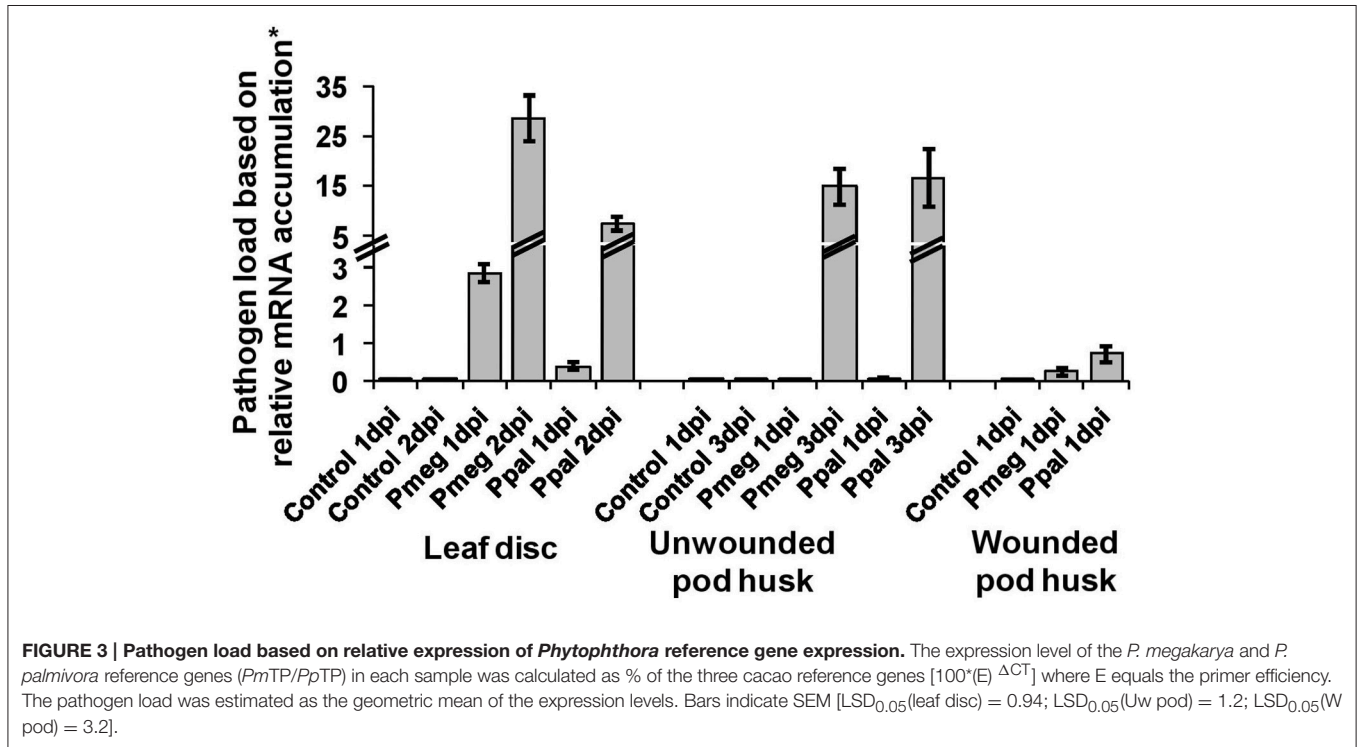 Pathogen load based on
relative mRNA accumulation*
35
25
15
5
3
2
1
0
Control 1dpi
Control 2dpi
Pmeg 1dpi
Pmeg 2dpi
Ppal 1dpi
Ppal 2dpi
Control 1dpi
Control 3dpi
Pmeg 1dpi
Pmeg 3dpi
Ppal 1dpi
Ppal 3dpi
Control 1dpi
Pmeg 1dpi
Ppal 1dpi
Leaf disc
Unwounded
pod husk
Wounded
pod husk
FIGURE 3 | Pathogen load based on relative expression of Phytophthora reference gene expression. The expression level of the P. megakarya and P.
palmivora reference genes (PmTP/PpTP) in each sample was calculated as % of the three cacao reference genes [100*(E) ΔCT] where E equals the primer efficiency.
The pathogen load was estimated as the geometric mean of the expression levels. Bars indicate SEM [LSD0.05(leaf disc) = 0.94; LSD0.05(Uw pod) = 1.2; LSD0.05(W
pod) = 3.2].